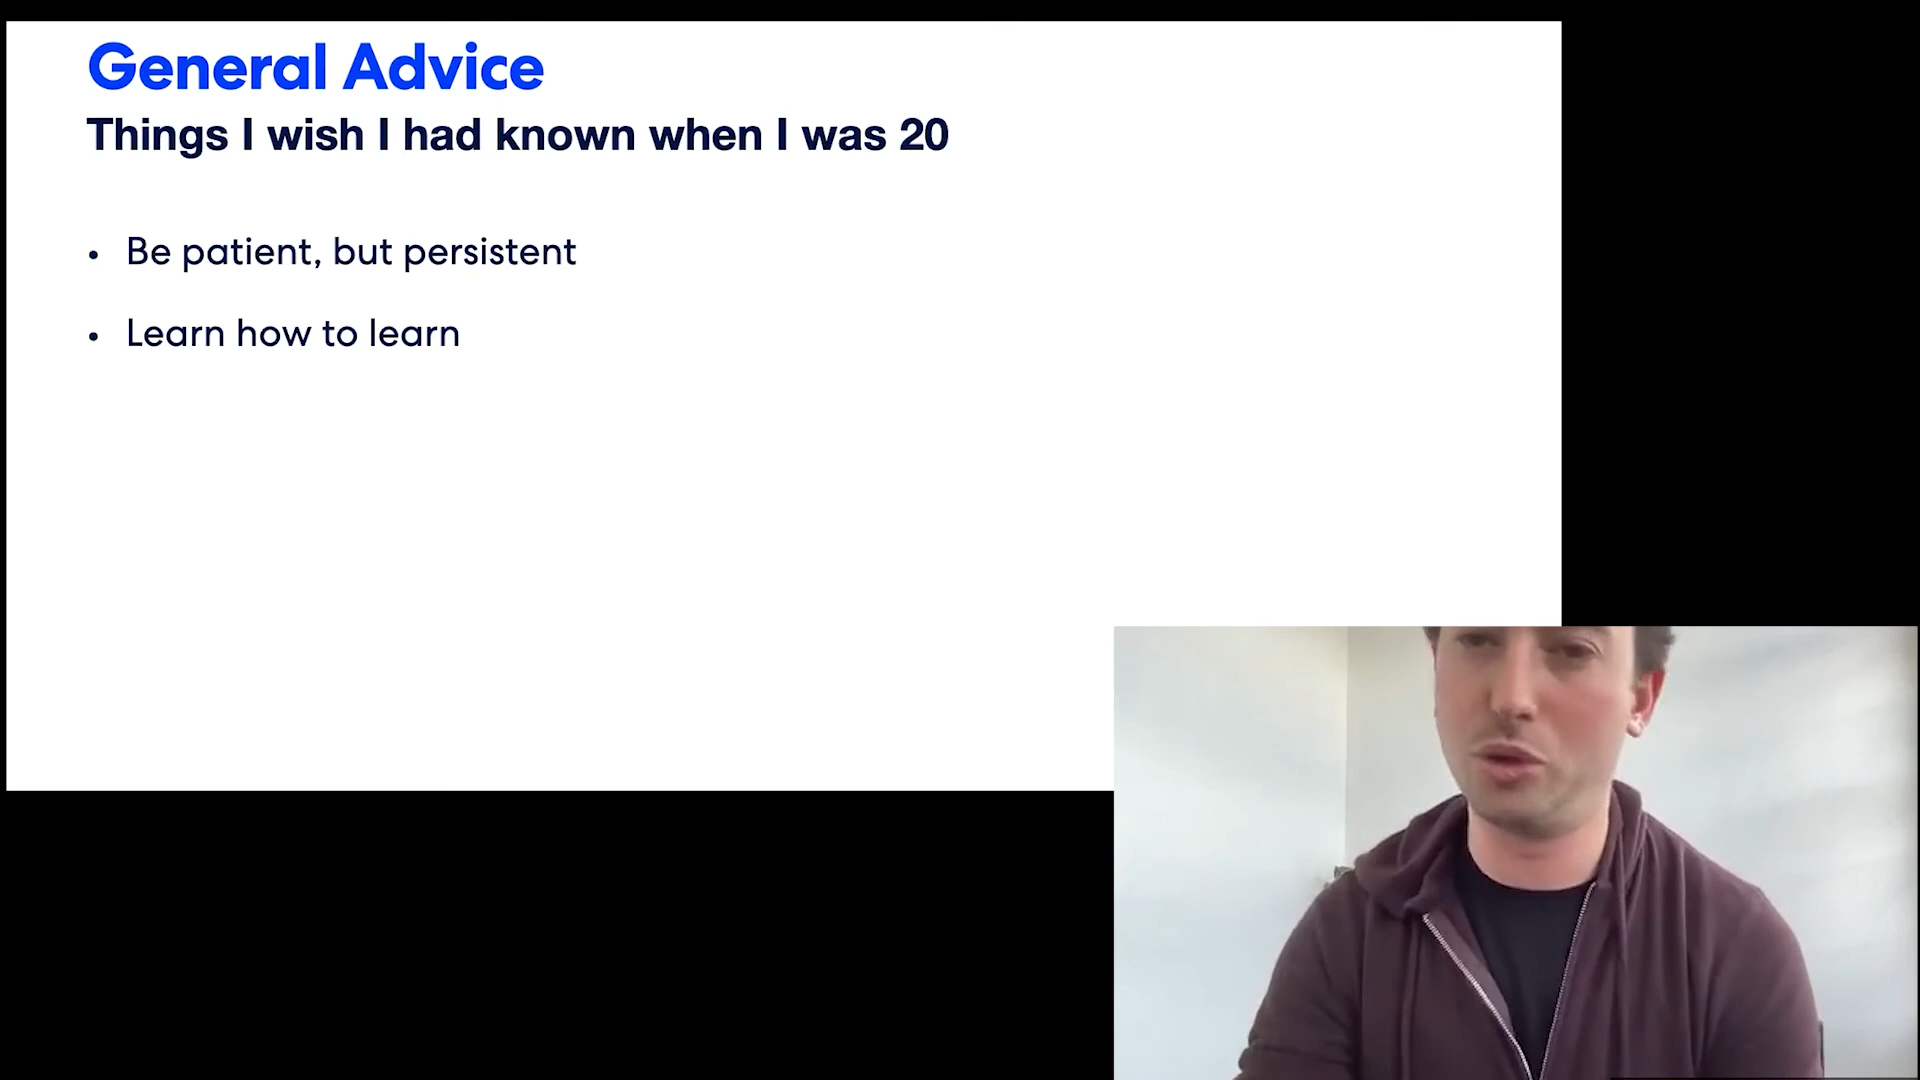 General Advice
Things I wish I had known when I was 20
• Be patient, but persistent
• Learn how to learn